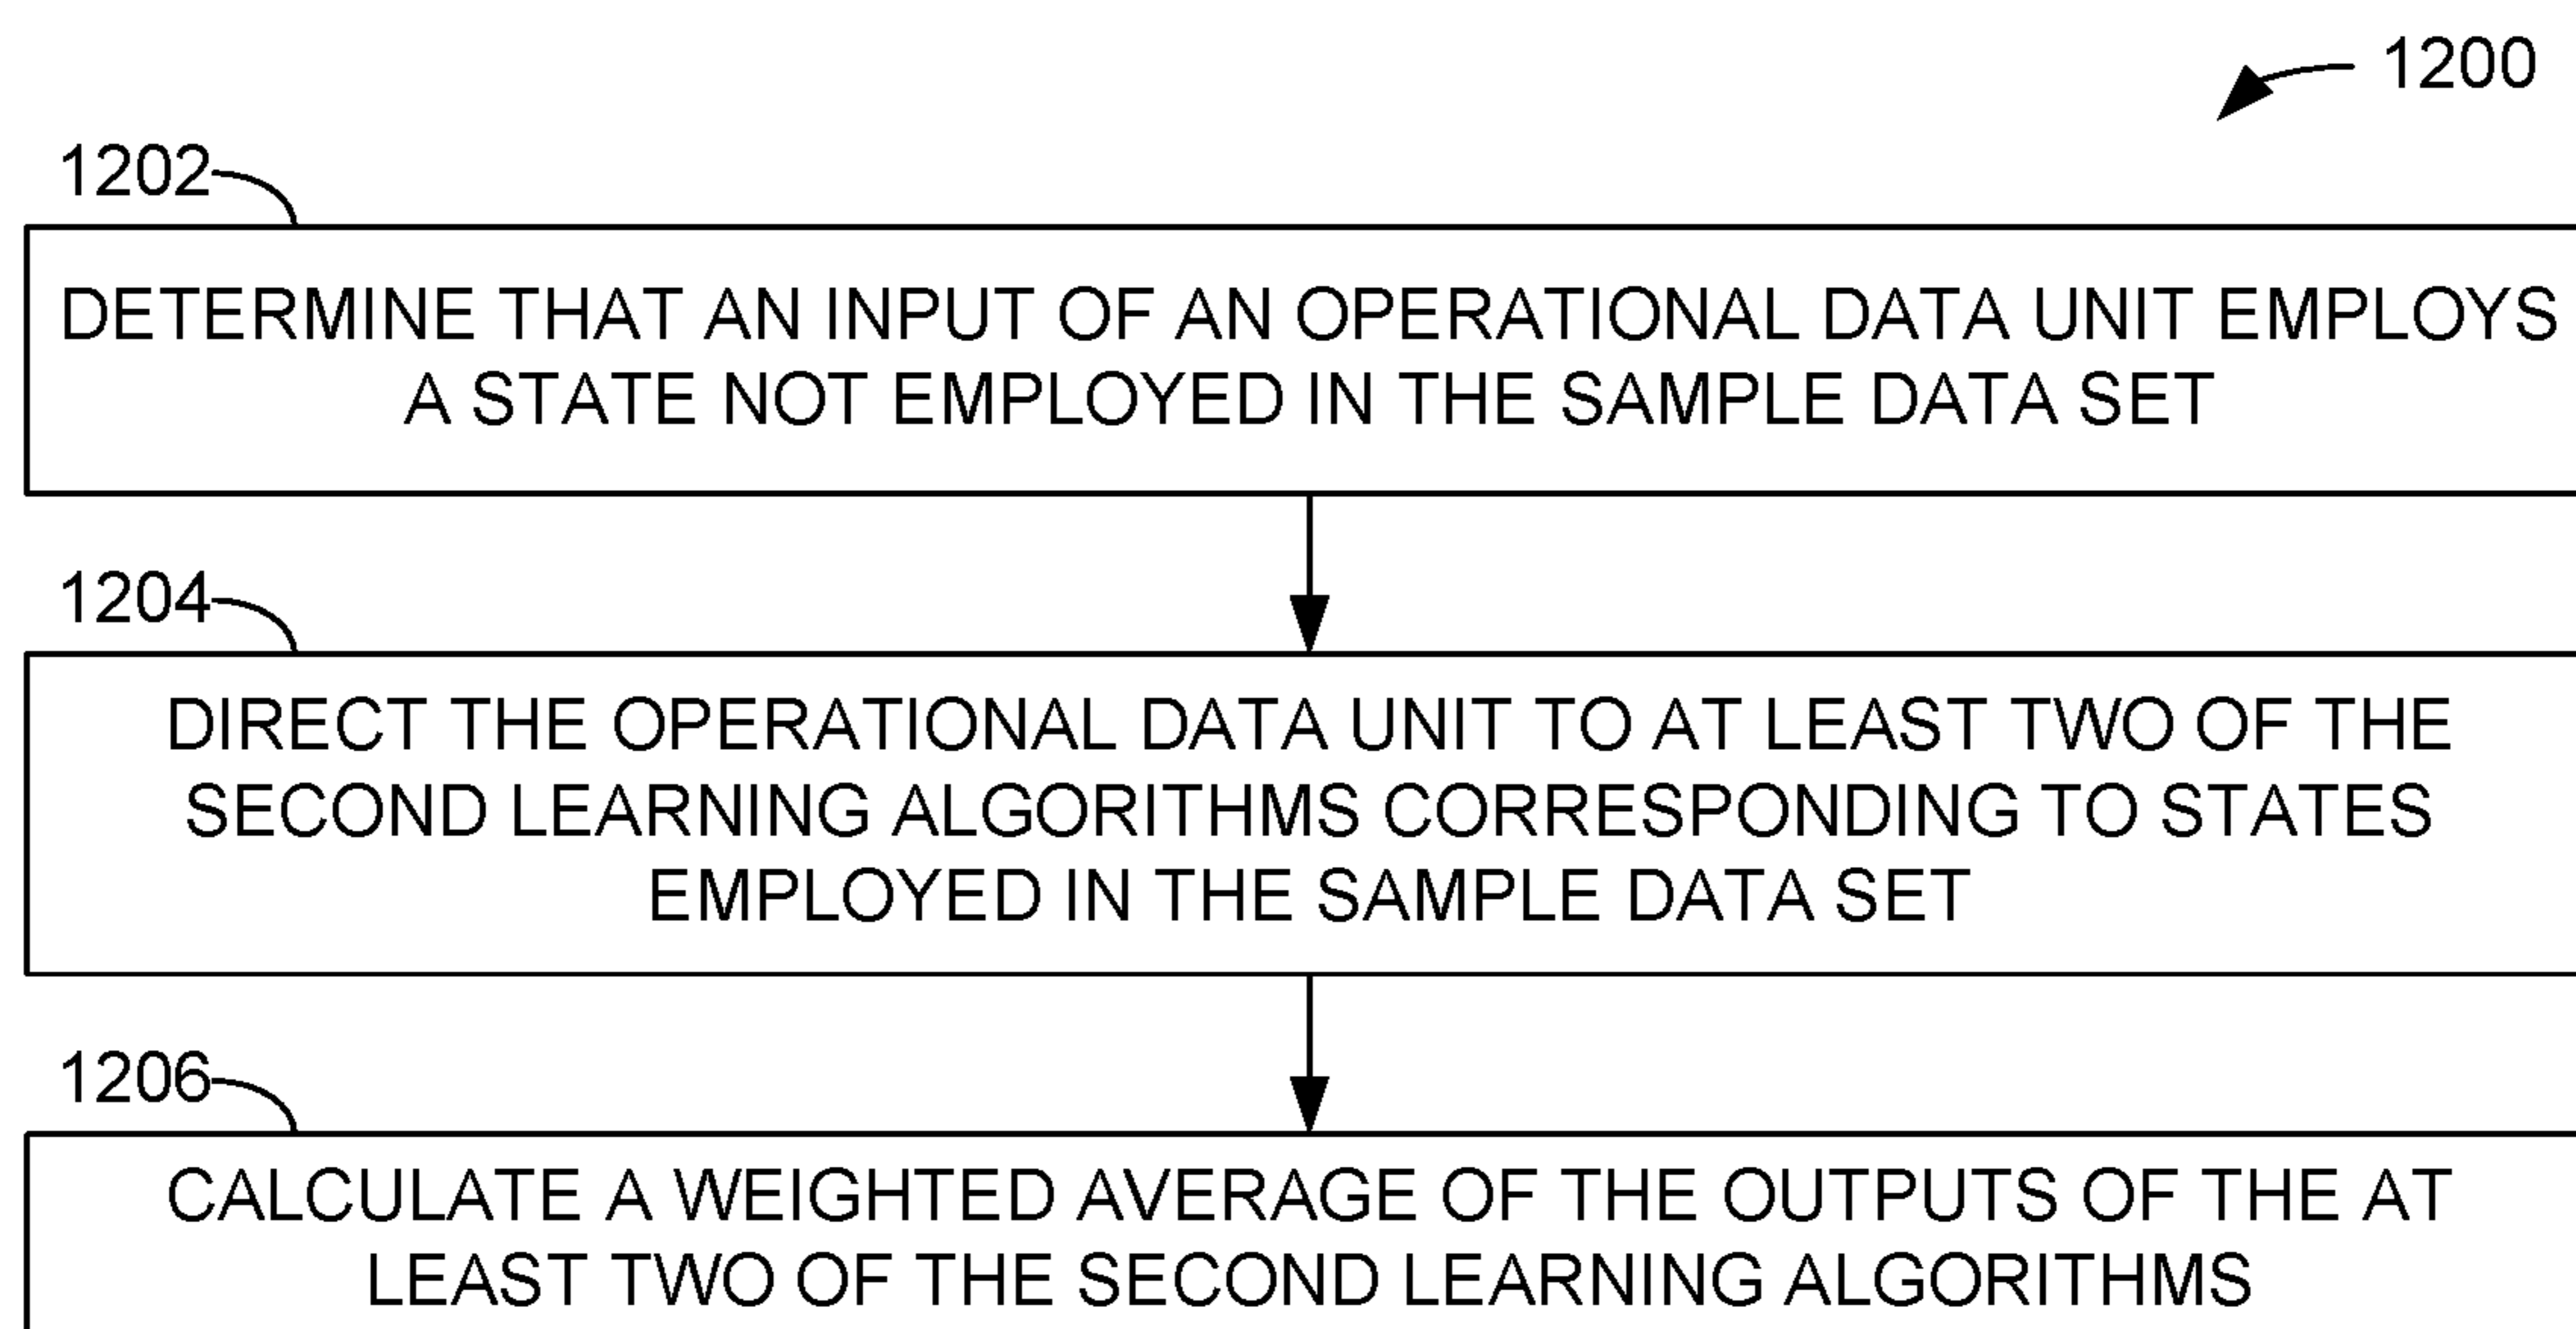 1200
1202
DETERMINE THAT AN INPUT OF AN OPERATIONAL DATA UNIT EMPLOYS
A STATE NOT EMPLOYED IN THE SAMPLE DATA SET
1204
DIRECT THE OPERATIONAL DATA UNIT TO AT LEAST TWO OF THE
SECOND LEARNING ALGORITHMS CORRESPONDING TO STATES
EMPLOYED IN THE SAMPLE DATA SET
1206
CALCULATE A WEIGHTED AVERAGE OF THE OUTPUTS OF THE AT
LEAST TWO OF THE SECOND LEARNING ALGORITHMS